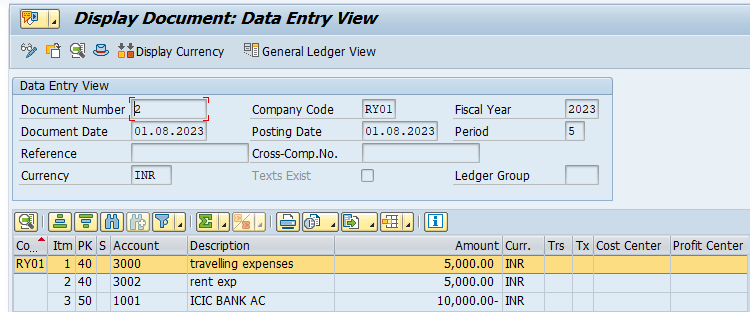 Display Document: Data Entry View
Display Currency General Ledger View
Data Entry View
Document Number 2 Company Code RY01 Fiscal Year 2023
Document Date 01.08.2023 Posting Date 01.08.2023 Period 5
Reference Cross-Comp.No.
Currency INR Texts Exist Ledger Group
Co... Itm PK S Account Description Amount Curr. Trs Tx Cost Center Profit Center
RY01 1 40 3000 travelling expenses 5,000.00 INR
2 40 3002 rent exp 5,000.00 INR
3 50 1001 ICIC BANK AC 10,000.00- INR